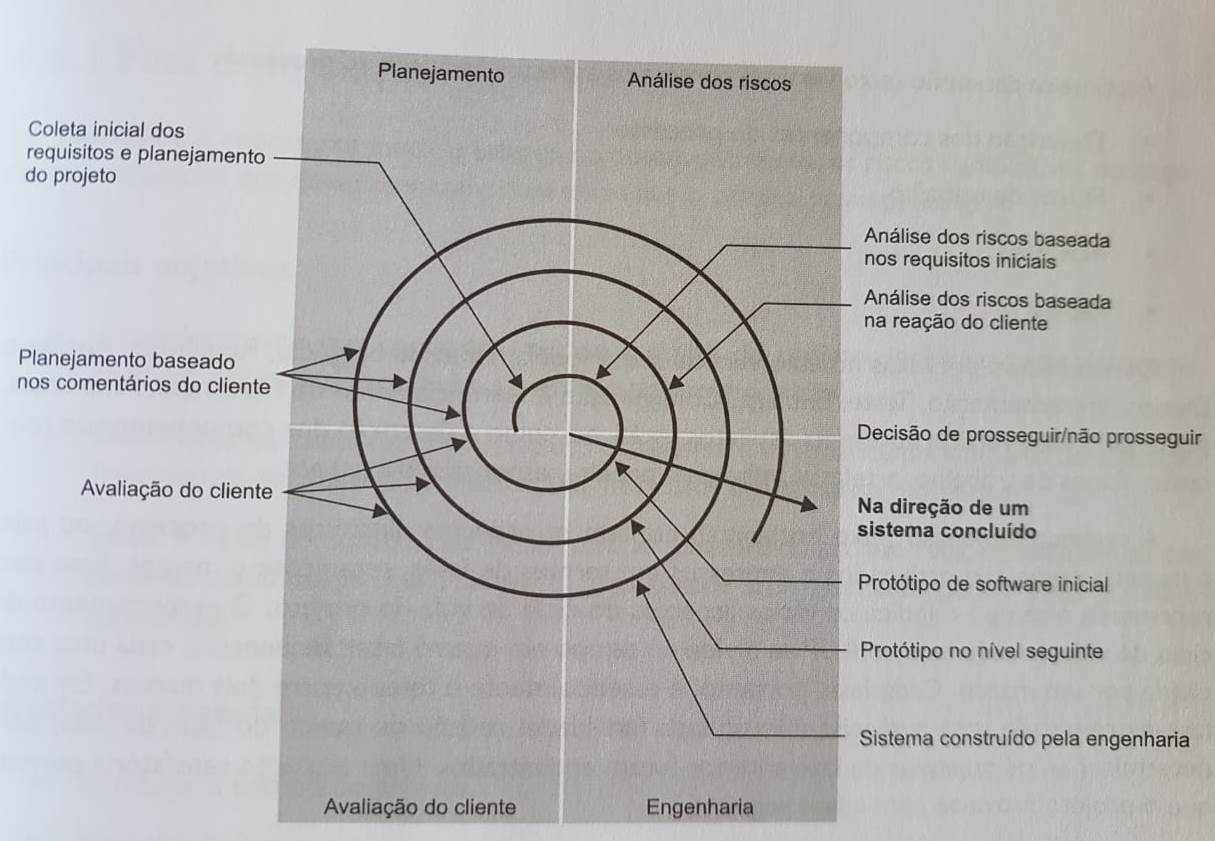 Planejamento
Análise dos riscos
Coleta inicial dos
requisitos e planejamento
do projeto
Análise dos riscos baseada
nos requisitos iniciais
Análise dos riscos baseada
na reação do cliente
Planejamento baseado
nos comentários do cliente
Decisão de prosseguir/não prosseguir
Avaliação do cliente
Na direção de um
sistema concluído
Protótipo de software inicial
Protótipo no nível seguinte
Sistema construído pela engenharia
Avaliação do cliente
Engenharia